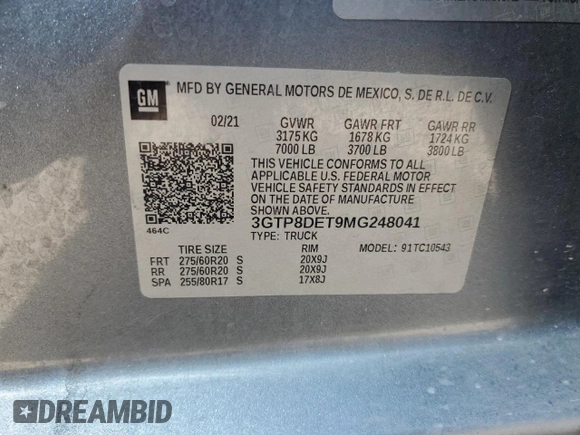 GM
MFD BY GENERAL MOTORS DE MEXICO, S. DE R.L. DE C.V.
02/21 GVWR GAWR FRT GAWR RR
3175 KG 1678 KG 1724 KG
7000 LB 3700 LB 3800 LB
THIS VEHICLE CONFORMS TO ALL
APPLICABLE U.S. FEDERAL MOTOR
VEHICLE SAFETY STANDARDS IN EFFECT
ON THE DATE OF MANUFACTURE
SHOWN ABOVE.
464C
3GTP8DET9MG248041
TYPE: TRUCK MODEL: 91TC10543
TIRE SIZE RIM
FRT 275/60R20 S 20X9J
RR 275/60R20 S 20X9J
SPA 255/80R17 S 17X8J
DREAMBID